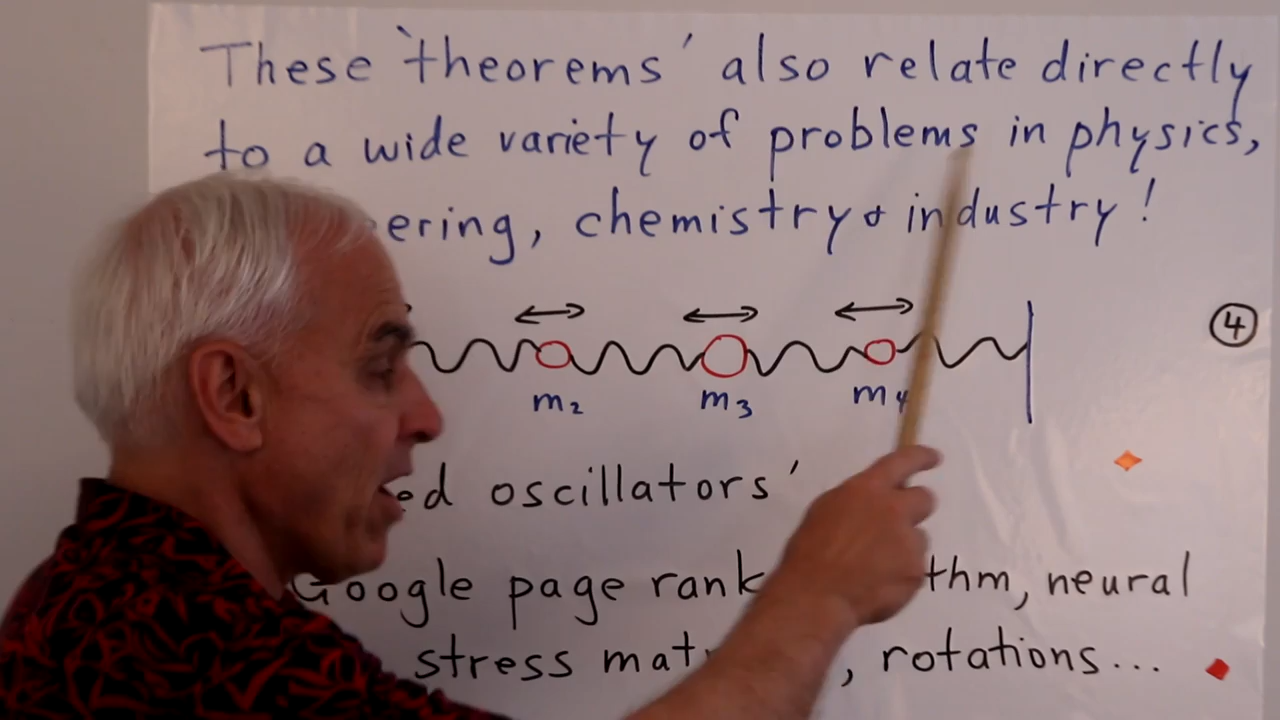 These `theorems' also relate directly
to a wide variety of problems in physics,
ering, chemistry & industry!
④
m₂ m₃ m₄
ed oscillators'
Google page rank thm, neural
stress mat , rotations...